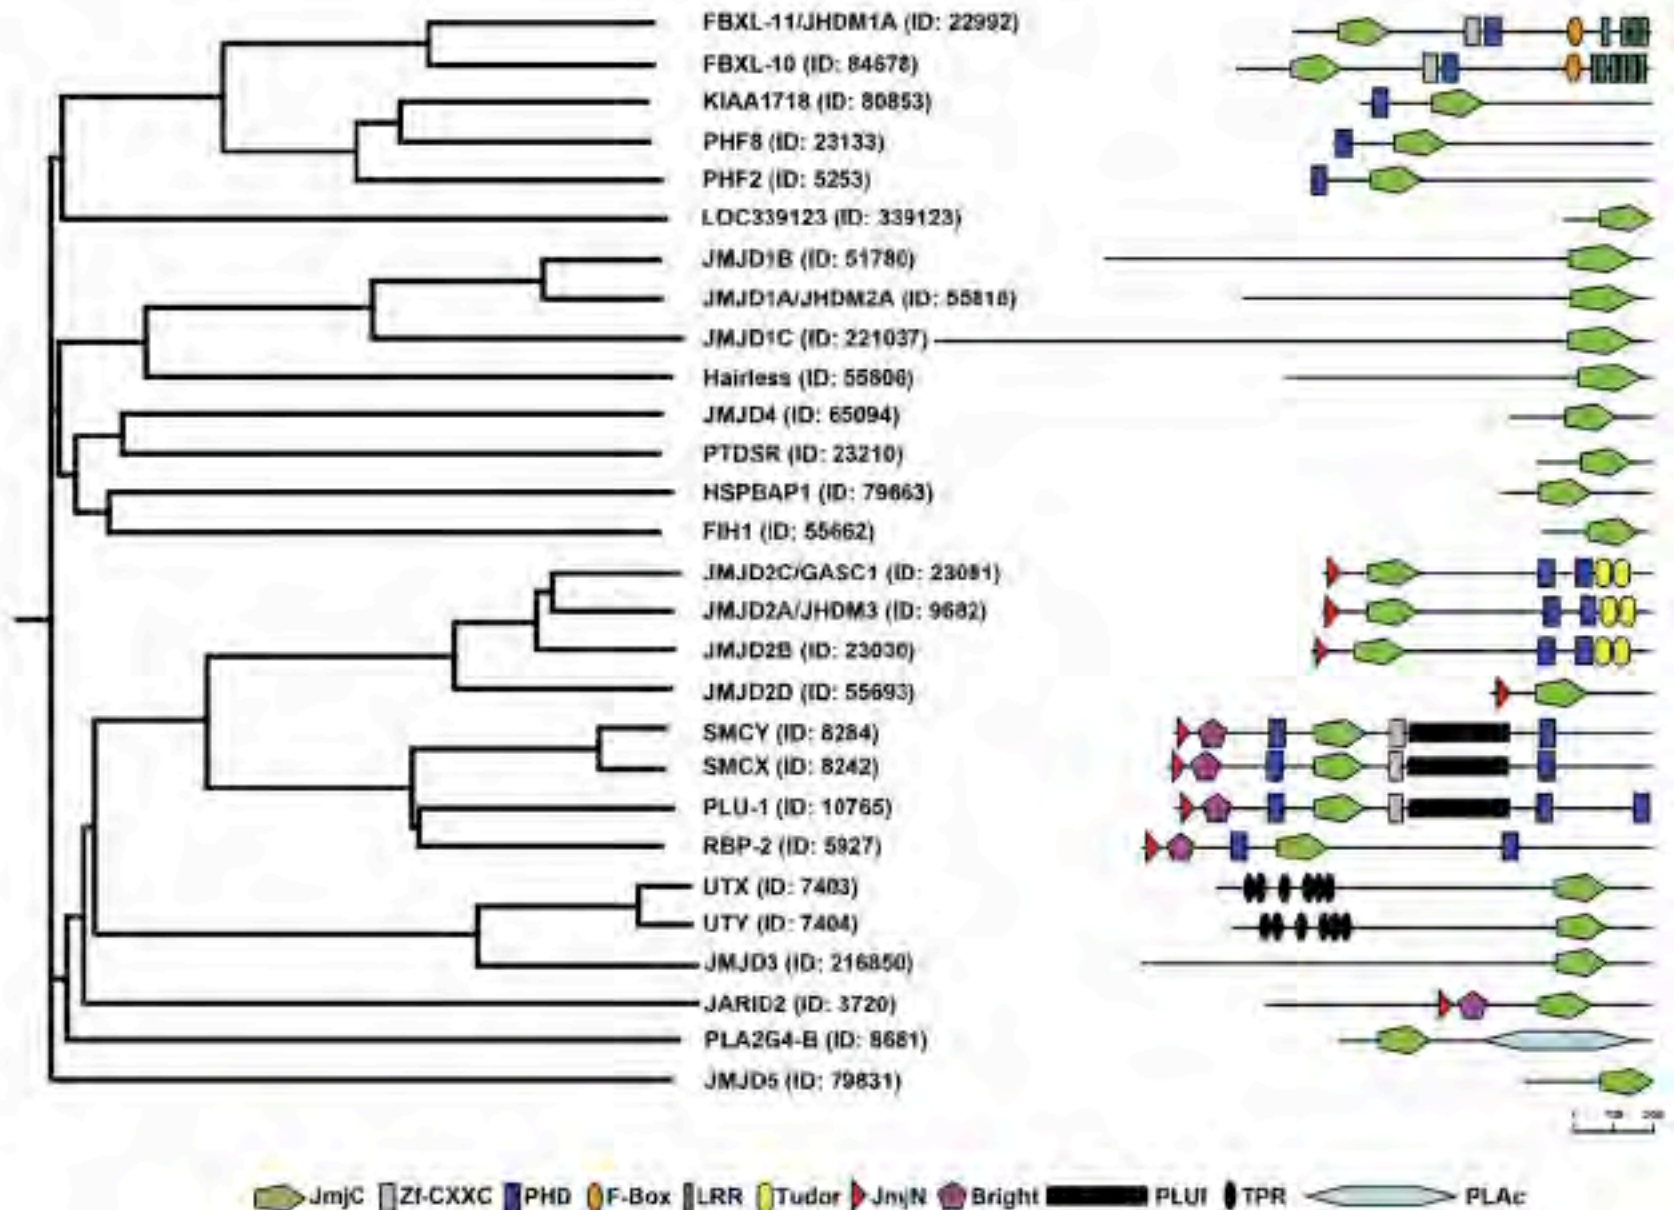 FBXL-11/JHDM1A (ID: 22992)
FBXL-10 (ID: 84678)
KIAA1718 (ID: 80853)
PHF8 (ID: 23133)
PHF2 (ID: 5253)
LOC339123 (ID: 339123)
JMJD1B (ID: 51780)
JMJD1A/JHDM2A (ID: 55818)
JMJD1C (ID: 221037)
Hairless (ID: 55806)
JMJD4 (ID: 65094)
PTDSR (ID: 23210)
HSPBAP1 (ID: 79663)
FIH1 (ID: 55662)
JMJD2C/GASC1 (ID: 23081)
JMJD2A/JHDM3 (ID: 9682)
JMJD2B (ID: 23030)
JMJD2D (ID: 55693)
SMCY (ID: 8284)
SMCX (ID: 8242)
PLU-1 (ID: 10765)
RBP-2 (ID: 5927)
UTX (ID: 7403)
UTY (ID: 7404)
JMJD3 (ID: 216850)
JARID2 (ID: 3720)
PLA2G4-B (ID: 8681)
JMJD5 (ID: 79831)
JmjC Zf-CXXC PHD F-Box LRR Tudor JmjN Bright PLUI TPR PLAc